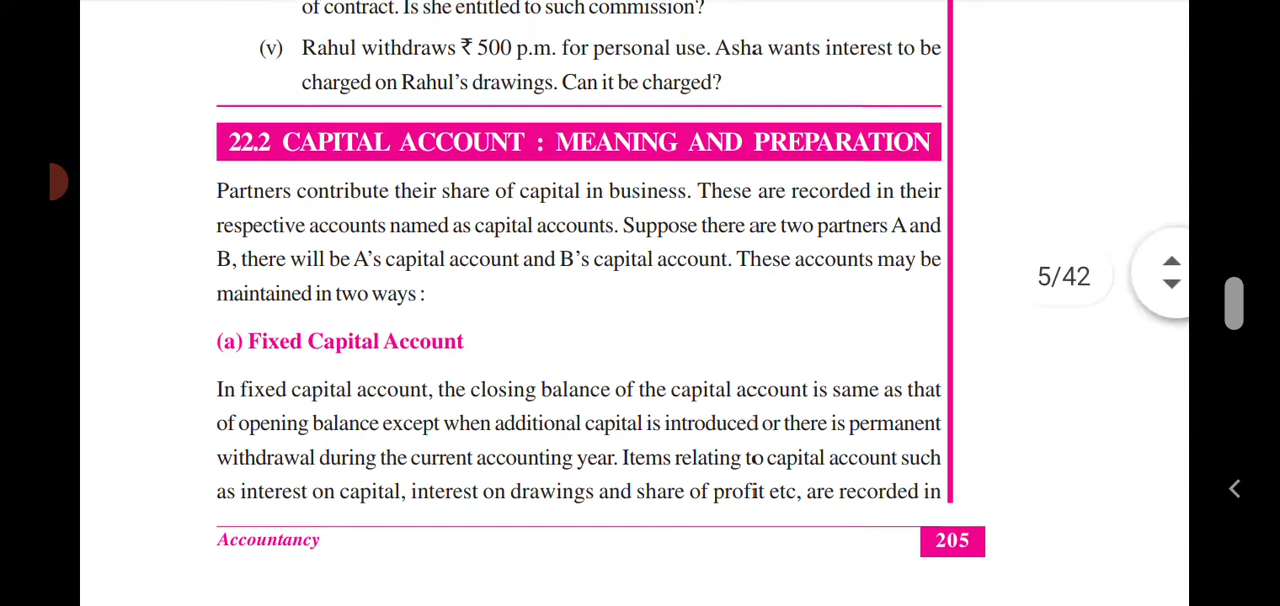 of contract. Is she entitled to such commission?
(v) Rahul withdraws ₹ 500 p.m. for personal use. Asha wants interest to be
charged on Rahul's drawings. Can it be charged?
22.2 CAPITAL ACCOUNT : MEANING AND PREPARATION
Partners contribute their share of capital in business. These are recorded in their
respective accounts named as capital accounts. Suppose there are two partners A and
B, there will be A's capital account and B's capital account. These accounts may be
maintained in two ways :
(a) Fixed Capital Account
In fixed capital account, the closing balance of the capital account is same as that
of opening balance except when additional capital is introduced or there is permanent
withdrawal during the current accounting year. Items relating to capital account such
as interest on capital, interest on drawings and share of profit etc, are recorded in
Accountancy
205
5/42